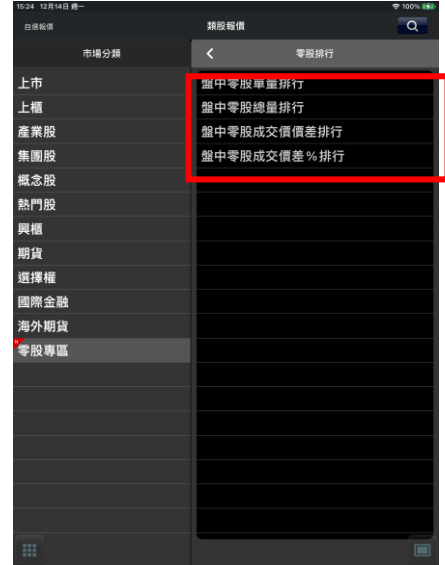 15:24 12月14日 週一
100%
自選報價
類股報價
市場分類
零股排行
上市
上櫃
產業股
集團股
概念股
熱門股
興櫃
期貨
選擇權
國際金融
海外期貨
N
零股專區
盤中零股單量排行
盤中零股總量排行
盤中零股成交價價差排行
盤中零股成交價差%排行